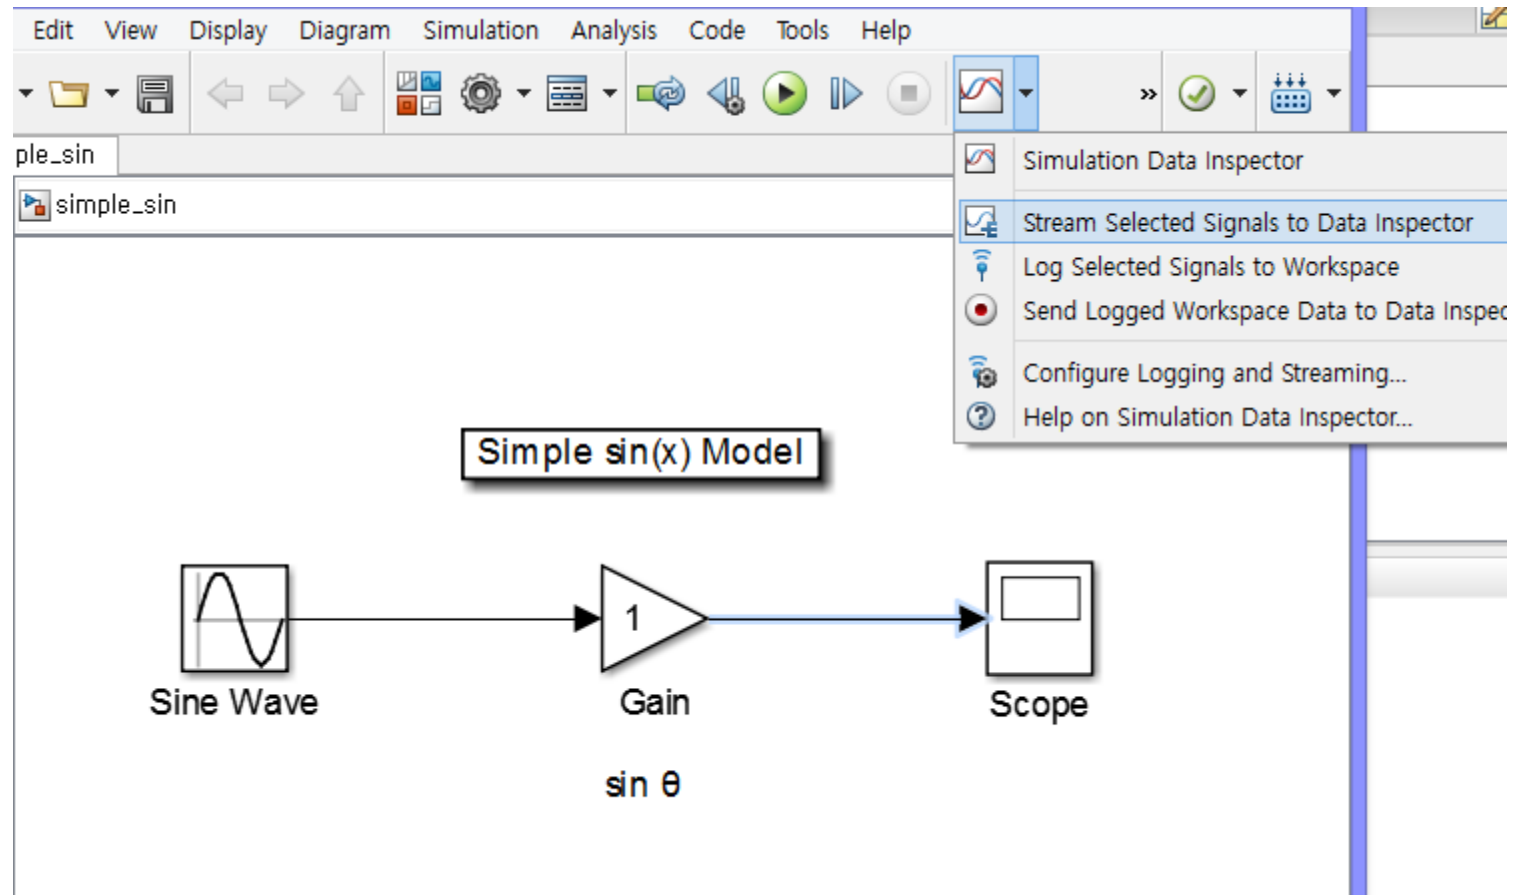 Edit View Display Diagram Simulation Analysis Code Tools Help
ple_sin
simple_sin
Simulation Data Inspector
Stream Selected Signals to Data Inspector
Log Selected Signals to Workspace
Send Logged Workspace Data to Data Inspec
Configure Logging and Streaming...
Help on Simulation Data Inspector...
Simple sin(x) Model
1
Sine Wave
Gain
Scope
sin θ